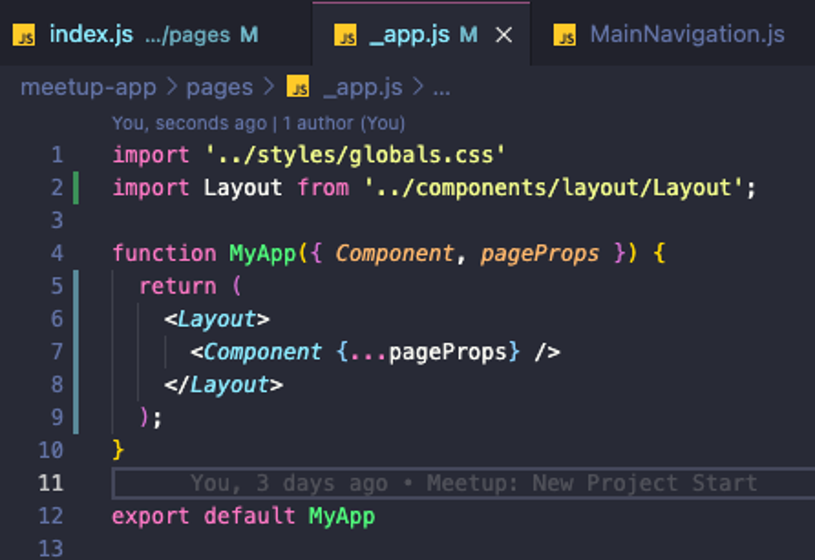 JS index.js .../pages M JS _app.js M × JS MainNavigation.js
meetup-app > pages > JS _app.js > ...
You, seconds ago | 1 author (You)
1 import '../styles/globals.css'
2 import Layout from '../components/layout/Layout';
3
4 function MyApp({ Component, pageProps }) {
5 return (
6 <Layout>
7 <Component {...pageProps} />
8 </Layout>
9 );
10 }
11 You, 3 days ago • Meetup: New Project Start
12 export default MyApp
13